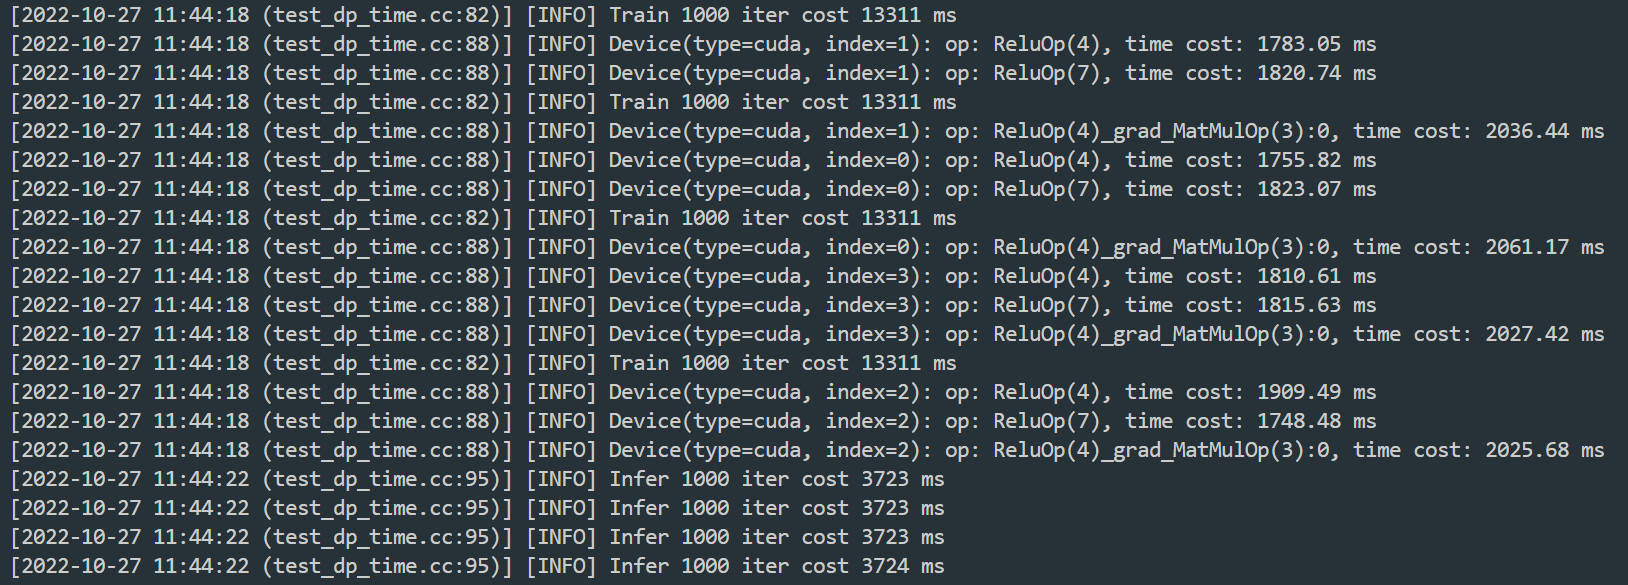 [2022-10-27 11:44:18 (test_dp_time.cc:82)] [INFO] Train 1000 iter cost 13311 ms
[2022-10-27 11:44:18 (test_dp_time.cc:88)] [INFO] Device(type=cuda, index=1): op: ReluOp(4), time cost: 1783.05 ms
[2022-10-27 11:44:18 (test_dp_time.cc:88)] [INFO] Device(type=cuda, index=1): op: ReluOp(7), time cost: 1820.74 ms
[2022-10-27 11:44:18 (test_dp_time.cc:82)] [INFO] Train 1000 iter cost 13311 ms
[2022-10-27 11:44:18 (test_dp_time.cc:88)] [INFO] Device(type=cuda, index=1): op: ReluOp(4)_grad_MatMulOp(3):0, time cost: 2036.44 ms
[2022-10-27 11:44:18 (test_dp_time.cc:88)] [INFO] Device(type=cuda, index=0): op: ReluOp(4), time cost: 1755.82 ms
[2022-10-27 11:44:18 (test_dp_time.cc:88)] [INFO] Device(type=cuda, index=0): op: ReluOp(7), time cost: 1823.07 ms
[2022-10-27 11:44:18 (test_dp_time.cc:82)] [INFO] Train 1000 iter cost 13311 ms
[2022-10-27 11:44:18 (test_dp_time.cc:88)] [INFO] Device(type=cuda, index=0): op: ReluOp(4)_grad_MatMulOp(3):0, time cost: 2061.17 ms
[2022-10-27 11:44:18 (test_dp_time.cc:88)] [INFO] Device(type=cuda, index=3): op: ReluOp(4), time cost: 1810.61 ms
[2022-10-27 11:44:18 (test_dp_time.cc:88)] [INFO] Device(type=cuda, index=3): op: ReluOp(7), time cost: 1815.63 ms
[2022-10-27 11:44:18 (test_dp_time.cc:88)] [INFO] Device(type=cuda, index=3): op: ReluOp(4)_grad_MatMulOp(3):0, time cost: 2027.42 ms
[2022-10-27 11:44:18 (test_dp_time.cc:82)] [INFO] Train 1000 iter cost 13311 ms
[2022-10-27 11:44:18 (test_dp_time.cc:88)] [INFO] Device(type=cuda, index=2): op: ReluOp(4), time cost: 1909.49 ms
[2022-10-27 11:44:18 (test_dp_time.cc:88)] [INFO] Device(type=cuda, index=2): op: ReluOp(7), time cost: 1748.48 ms
[2022-10-27 11:44:18 (test_dp_time.cc:88)] [INFO] Device(type=cuda, index=2): op: ReluOp(4)_grad_MatMulOp(3):0, time cost: 2025.68 ms
[2022-10-27 11:44:22 (test_dp_time.cc:95)] [INFO] Infer 1000 iter cost 3723 ms
[2022-10-27 11:44:22 (test_dp_time.cc:95)] [INFO] Infer 1000 iter cost 3723 ms
[2022-10-27 11:44:22 (test_dp_time.cc:95)] [INFO] Infer 1000 iter cost 3723 ms
[2022-10-27 11:44:22 (test_dp_time.cc:95)] [INFO] Infer 1000 iter cost 3724 ms